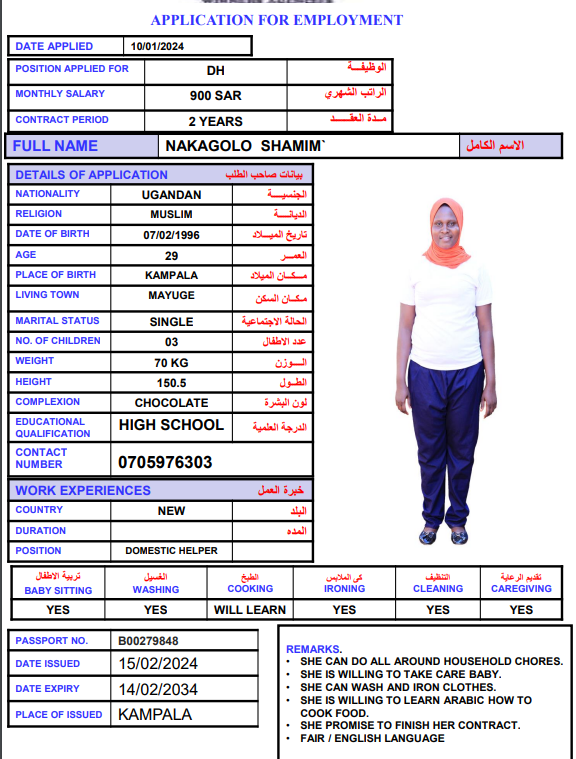 APPLICATION FOR EMPLOYMENT
DATE APPLIED 10/01/2024
POSITION APPLIED FOR DH الوظيفـــة
MONTHLY SALARY 900 SAR الراتب الشهري
CONTRACT PERIOD 2 YEARS مـدة العقـــد
FULL NAME NAKAGOLO SHAMIM` الاسم الكامل
DETAILS OF APPLICATION بيانات صاحب الطلب
NATIONALITY UGANDAN الجنسيـــة
RELIGION MUSLIM الديانـــة
DATE OF BIRTH 07/02/1996 تاريخ الميـــلاد
AGE 29 العمـــر
PLACE OF BIRTH KAMPALA مـكـــان الميلاد
LIVING TOWN MAYUGE مـكـان السكن
MARITAL STATUS SINGLE الحالة الاجتماعية
NO. OF CHILDREN 03 عدد الاطفال
WEIGHT 70 KG الـــوزن
HEIGHT 150.5 الطـول
COMPLEXION CHOCOLATE لون البشرة
EDUCATIONAL QUALIFICATION HIGH SCHOOL الدرجة العلمية
CONTACT NUMBER 0705976303
WORK EXPERIENCES خبرة العمل
COUNTRY NEW البلد
DURATION المده
POSITION DOMESTIC HELPER
تربية الاطفال الغسيل الطبخ كى الملابس التنظيف تقديم الرعاية
BABY SITTING WASHING COOKING IRONING CLEANING CAREGIVING
YES YES WILL LEARN YES YES YES
PASSPORT NO. B00279848
DATE ISSUED 15/02/2024
DATE EXPIRY 14/02/2034
PLACE OF ISSUED KAMPALA
REMARKS.
• SHE CAN DO ALL AROUND HOUSEHOLD CHORES.
• SHE IS WILLING TO TAKE CARE BABY.
• SHE CAN WASH AND IRON CLOTHES.
• SHE IS WILLING TO LEARN ARABIC HOW TO
COOK FOOD.
• SHE PROMISE TO FINISH HER CONTRACT.
• FAIR / ENGLISH LANGUAGE